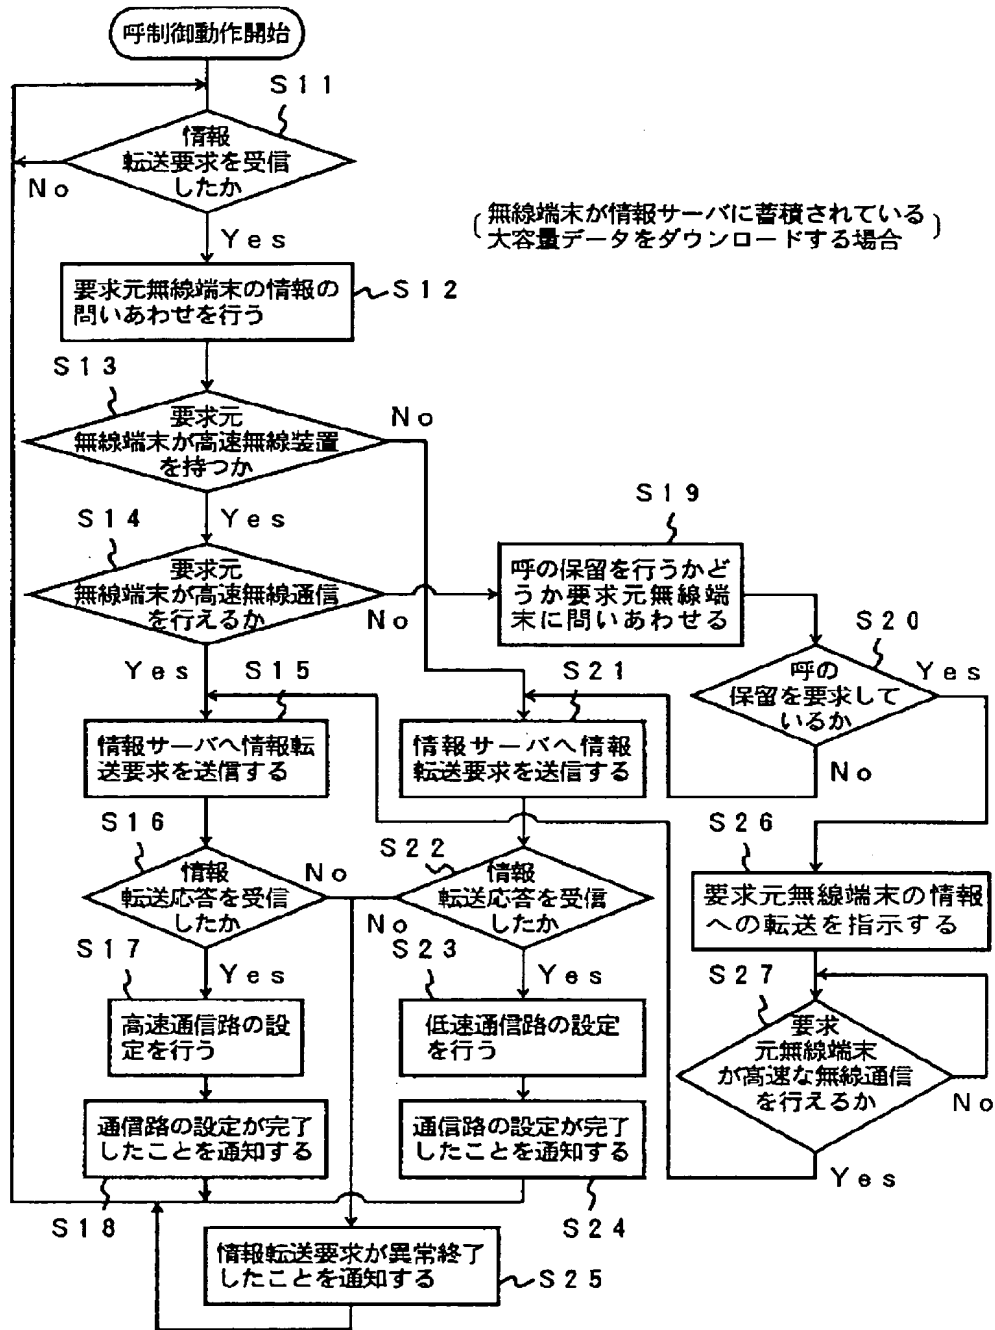 呼制御動作開始
S11
情報
転送要求を受信
したか
No
Yes
無線端末が情報サーバに蓄積されている
大容量データをダウンロードする場合
要求元無線端末の情報の
問いあわせを行う
S12
S13
要求元
無線端末が高速無線装置
を持つか
No
Yes
S14
要求元
無線端末が高速無線通信
を行えるか
No
Yes
S19
呼の保留を行うかど
うか要求元無線端
末に問いあわせる
S20
呼の
保留を要求して
いるか
Yes
No
S15
情報サーバへ情報転
送要求を送信する
S21
情報サーバへ情報
転送要求を送信する
S16
情報
転送応答を受信
したか
No
Yes
S22
情報
転送応答を受信
したか
No
Yes
S26
要求元無線端末の情報
への転送を指示する
S17
高速通信路の設
定を行う
S23
低速通信路の設定
を行う
S27
要求
元無線端末
が高速な無線通信
を行えるか
No
Yes
通信路の設定が完了
したことを通知する
S18
通信路の設定が完了
したことを通知する
S24
情報転送要求が異常終了
したことを通知する
S25